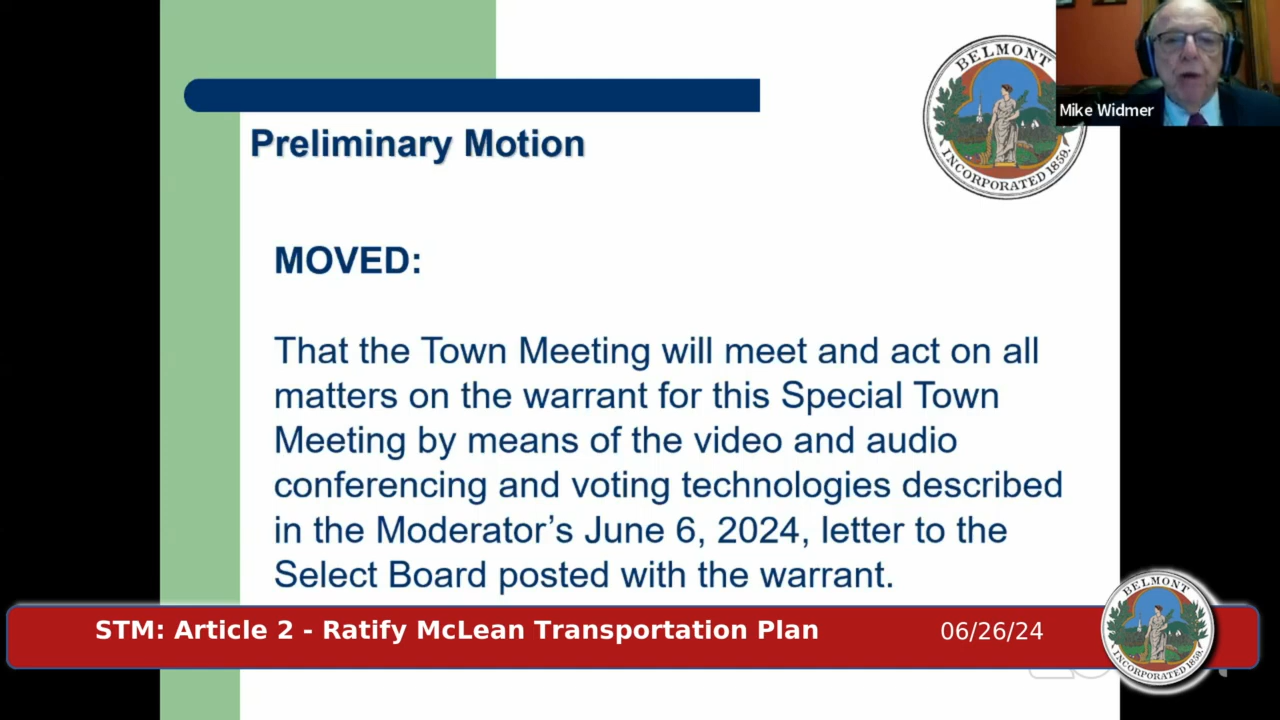 Preliminary Motion
BELMONT
INCORPORATED 1859.
Mike Widmer
MOVED:
That the Town Meeting will meet and act on all
matters on the warrant for this Special Town
Meeting by means of the video and audio
conferencing and voting technologies described
in the Moderator’s June 6, 2024, letter to the
Select Board posted with the warrant.
STM: Article 2 - Ratify McLean Transportation Plan
06/26/24
BELMONT
INCORPORATED 1859.